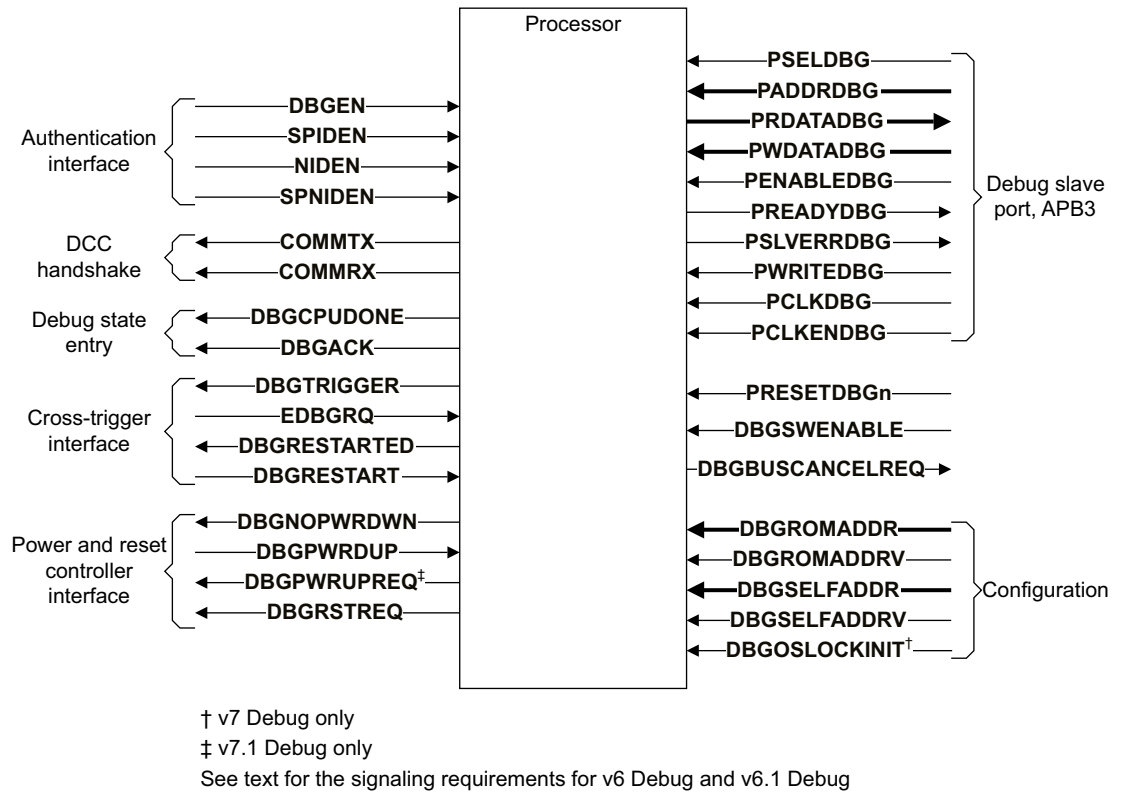 Processor
Authentication
interface
DBGEN
SPIDEN
NIDEN
SPNIDEN
DCC
handshake
COMMTX
COMMRX
Debug state
entry
DBGCPUDONE
DBGACK
Cross-trigger
interface
DBGTRIGGER
EDBGRQ
DBGRESTARTED
DBGRESTART
Power and reset
controller
interface
DBGNOPWRDWN
DBGPWRDUP
DBGPWRUPREQ‡
DBGRSTREQ
PSELDBG
PADDRDBG
PRDATADBG
PWDATADBG
PENABLEDBG
PREADYDBG
PSLVERRDBG
PWRITEDBG
PCLKDBG
PCLKENDBG
Debug slave
port, APB3
PRESETDBGn
DBGSWENABLE
DBGBUSCANCELREQ
DBGROMADDR
DBGROMADDRV
DBGSELFADDR
DBGSELFADDRV
DBGOSLOCKINIT†
Configuration
† v7 Debug only
‡ v7.1 Debug only
See text for the signaling requirements for v6 Debug and v6.1 Debug